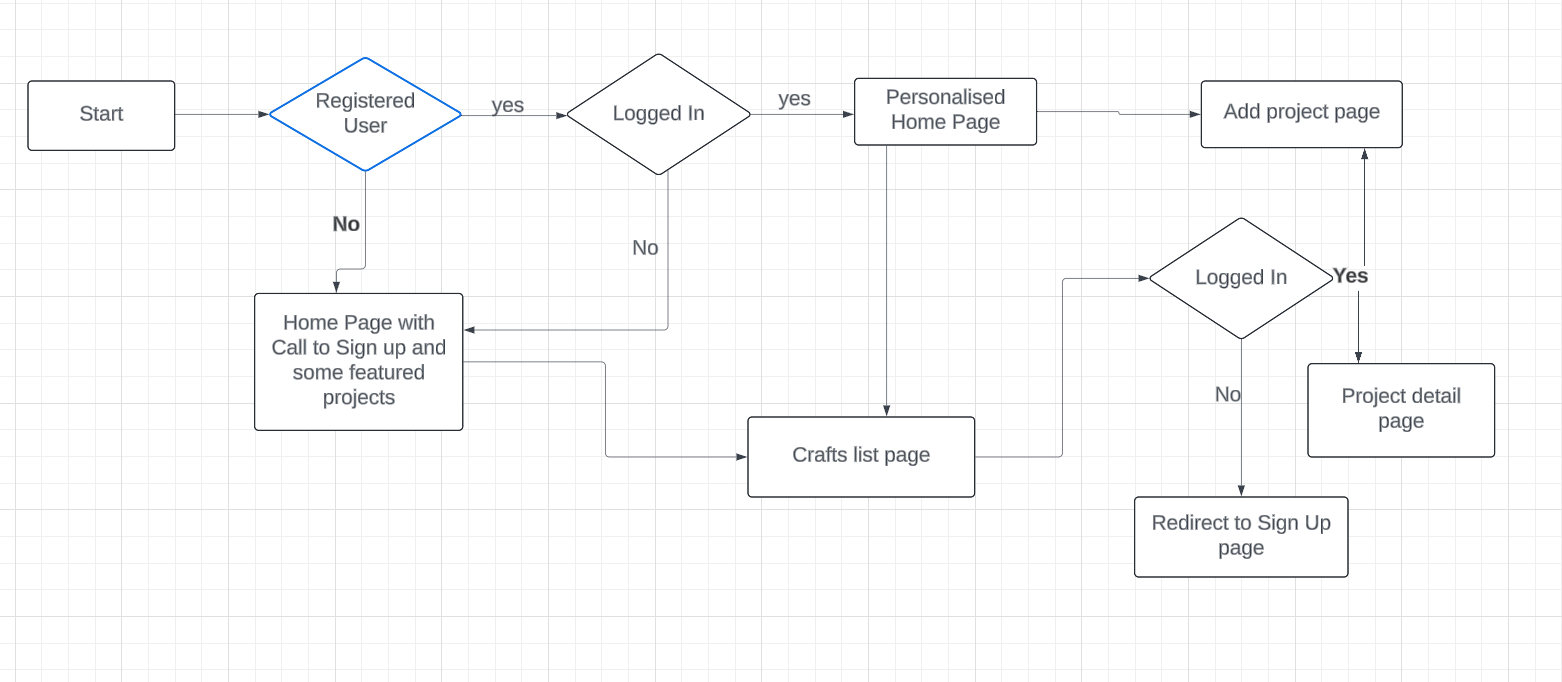 Start
Registered
User
yes
Logged In
yes
Personalised
Home Page
Add project page
No
No
Home Page with
Call to Sign up and
some featured
projects
Logged In
Yes
Crafts list page
No
Project detail
page
Redirect to Sign Up
page